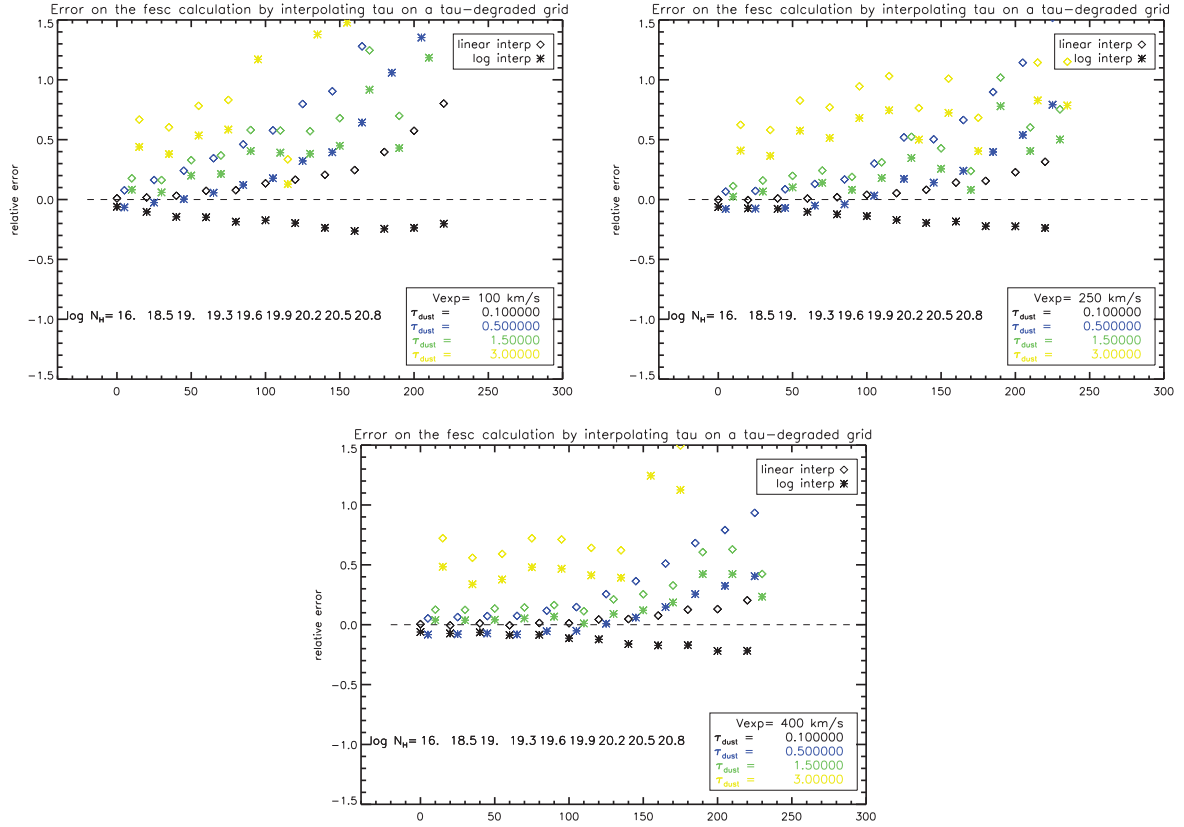 Error on the fesc calculation by interpolating tau on a tau-degraded grid
1.5
1.0
0.5
0.0
-0.5
-1.0
-1.5
relative error
linear interp
log interp
log N_H= 16. 18.5 19. 19.3 19.6 19.9 20.2 20.5 20.8
Vexp= 100 km/s
τ_dust = 0.100000
τ_dust = 0.500000
τ_dust = 1.50000
τ_dust = 3.00000
0 50 100 150 200 250 300
Error on the fesc calculation by interpolating tau on a tau-degraded grid
1.5
1.0
0.5
0.0
-0.5
-1.0
-1.5
relative error
linear interp
log interp
log N_H= 16. 18.5 19. 19.3 19.6 19.9 20.2 20.5 20.8
Vexp= 250 km/s
τ_dust = 0.100000
τ_dust = 0.500000
τ_dust = 1.50000
τ_dust = 3.00000
0 50 100 150 200 250 300
Error on the fesc calculation by interpolating tau on a tau-degraded grid
1.5
1.0
0.5
0.0
-0.5
-1.0
-1.5
relative error
linear interp
log interp
log N_H= 16. 18.5 19. 19.3 19.6 19.9 20.2 20.5 20.8
Vexp= 400 km/s
τ_dust = 0.100000
τ_dust = 0.500000
τ_dust = 1.50000
τ_dust = 3.00000
0 50 100 150 200 250 300